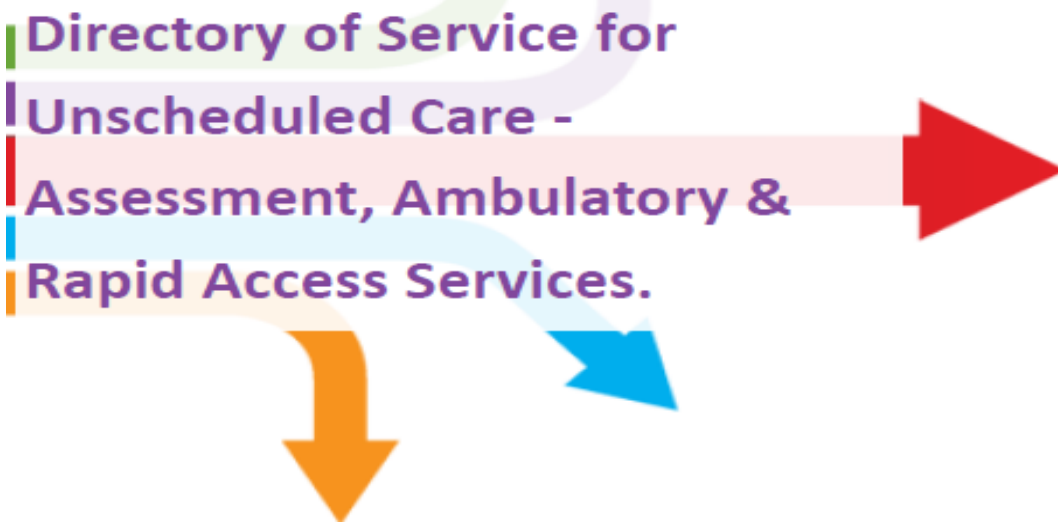 Directory of Service for
Unscheduled Care -
Assessment, Ambulatory &
Rapid Access Services.